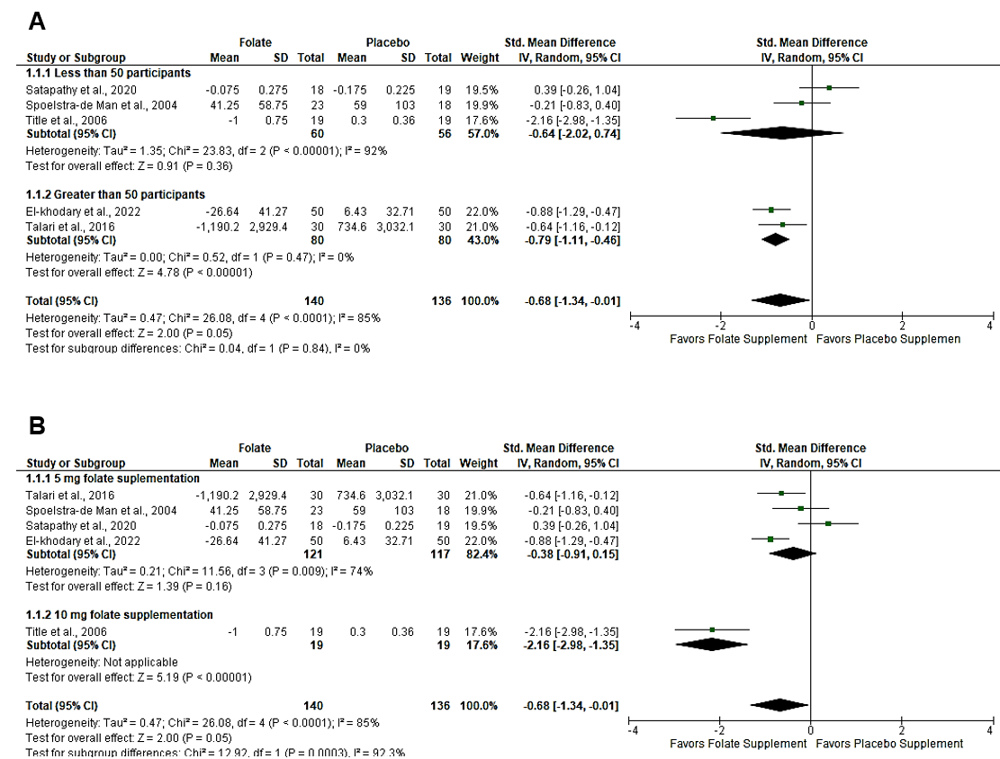 A
Folate Placebo Std. Mean Difference Std. Mean Difference
Study or Subgroup Mean SD Total Mean SD Total Weight IV, Random, 95% CI IV, Random, 95% CI
1.1.1 Less than 50 participants
Satapathy et al., 2020 -0.075 0.275 18 -0.175 0.225 19 19.5% 0.39 [-0.26, 1.04]
Spoelstra-de Man et al., 2004 41.25 58.75 23 59 103 18 19.9% -0.21 [-0.83, 0.40]
Title et al., 2006 -1 0.75 19 0.3 0.36 19 17.6% -2.16 [-2.98, -1.35]
Subtotal (95% CI) 60 56 57.0% -0.64 [-2.02, 0.74]
Heterogeneity: Tau² = 1.35; Chi² = 23.83, df = 2 (P < 0.00001); I² = 92%
Test for overall effect: Z = 0.91 (P = 0.36)
1.1.2 Greater than 50 participants
El-khodary et al., 2022 -26.64 41.27 50 6.43 32.71 50 22.0% -0.88 [-1.29, -0.47]
Talari et al., 2016 -1,190.2 2,929.4 30 734.6 3,032.1 30 21.0% -0.64 [-1.16, -0.12]
Subtotal (95% CI) 80 80 43.0% -0.79 [-1.11, -0.46]
Heterogeneity: Tau² = 0.00; Chi² = 0.52, df = 1 (P = 0.47); I² = 0%
Test for overall effect: Z = 4.78 (P < 0.00001)
Total (95% CI) 140 136 100.0% -0.68 [-1.34, -0.01]
Heterogeneity: Tau² = 0.47; Chi² = 26.08, df = 4 (P < 0.0001); I² = 85%
Test for overall effect: Z = 2.00 (P = 0.05)
Test for subgroup differences: Chi² = 0.04, df = 1 (P = 0.84), I² = 0%
-4 -2 0 2 4
Favors Folate Supplement Favors Placebo Supplemen
B
Folate Placebo Std. Mean Difference Std. Mean Difference
Study or Subgroup Mean SD Total Mean SD Total Weight IV, Random, 95% CI IV, Random, 95% CI
1.1.1 5 mg folate suplementation
Talari et al., 2016 -1,190.2 2,929.4 30 734.6 3,032.1 30 21.0% -0.64 [-1.16, -0.12]
Spoelstra-de Man et al., 2004 41.25 58.75 23 59 103 18 19.9% -0.21 [-0.83, 0.40]
Satapathy et al., 2020 -0.075 0.275 18 -0.175 0.225 19 19.5% 0.39 [-0.26, 1.04]
El-khodary et al., 2022 -26.64 41.27 50 6.43 32.71 50 22.0% -0.88 [-1.29, -0.47]
Subtotal (95% CI) 121 117 82.4% -0.38 [-0.91, 0.15]
Heterogeneity: Tau² = 0.21; Chi² = 11.56, df = 3 (P = 0.009); I² = 74%
Test for overall effect: Z = 1.39 (P = 0.16)
1.1.2 10 mg folate supplementation
Title et al., 2006 -1 0.75 19 0.3 0.36 19 17.6% -2.16 [-2.98, -1.35]
Subtotal (95% CI) 19 19 17.6% -2.16 [-2.98, -1.35]
Heterogeneity: Not applicable
Test for overall effect: Z = 5.19 (P < 0.00001)
Total (95% CI) 140 136 100.0% -0.68 [-1.34, -0.01]
Heterogeneity: Tau² = 0.47; Chi² = 26.08, df = 4 (P < 0.0001); I² = 85%
Test for overall effect: Z = 2.00 (P = 0.05)
Test for subgroup differences: Chi² = 12.92, df = 1 (P = 0.0003), I² = 92.3%
-4 -2 0 2 4
Favors Folate Supplement Favors Placebo Supplement